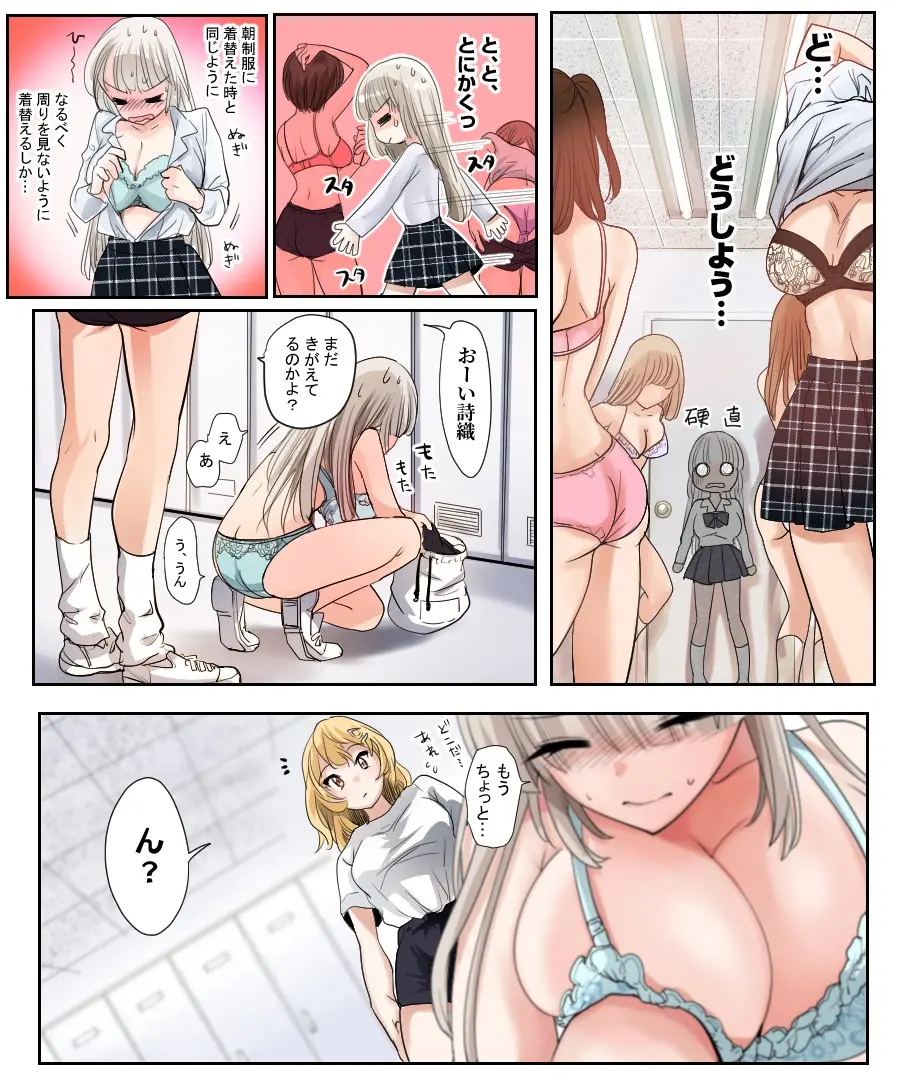 ど…
どうしよう…
硬直
と、と、
とにかくっ
スタ
スタ
スタ
朝制服に
着替えた時と
同じように
なるべく
周りを見ないように
着替えるしか…
ひ〜
ぬぎ
ぬぎ
おーい詩織
まだ
きがえて
るのかよ?
え
あ
う、うん
もた
もた
もう
ちょっと…
どこだ…
あれぇ
ん?